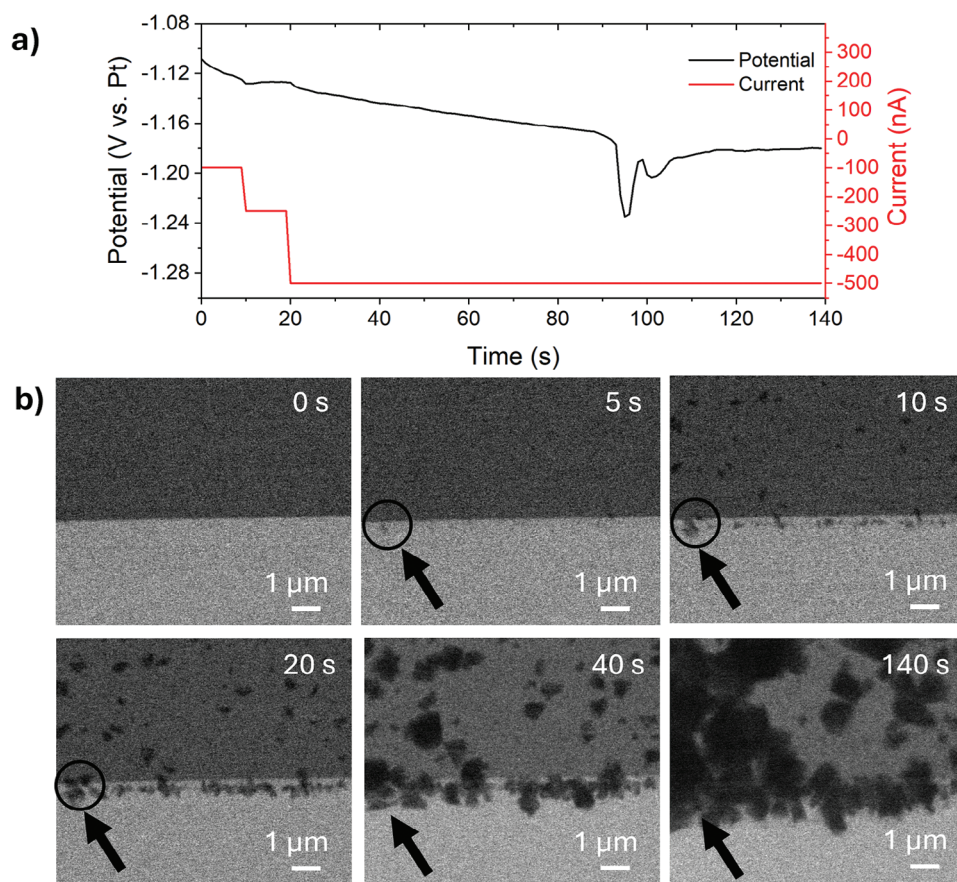 a)
-1.08
-1.12
-1.16
-1.20
-1.24
-1.28
Potential (V vs. Pt)
Potential
Current
300
200
100
0
-100
-200
-300
-400
-500
Current (nA)
0 20 40 60 80 100 120 140
Time (s)
b)
0 s
1 μm
5 s
1 μm
10 s
1 μm
20 s
1 μm
40 s
1 μm
140 s
1 μm